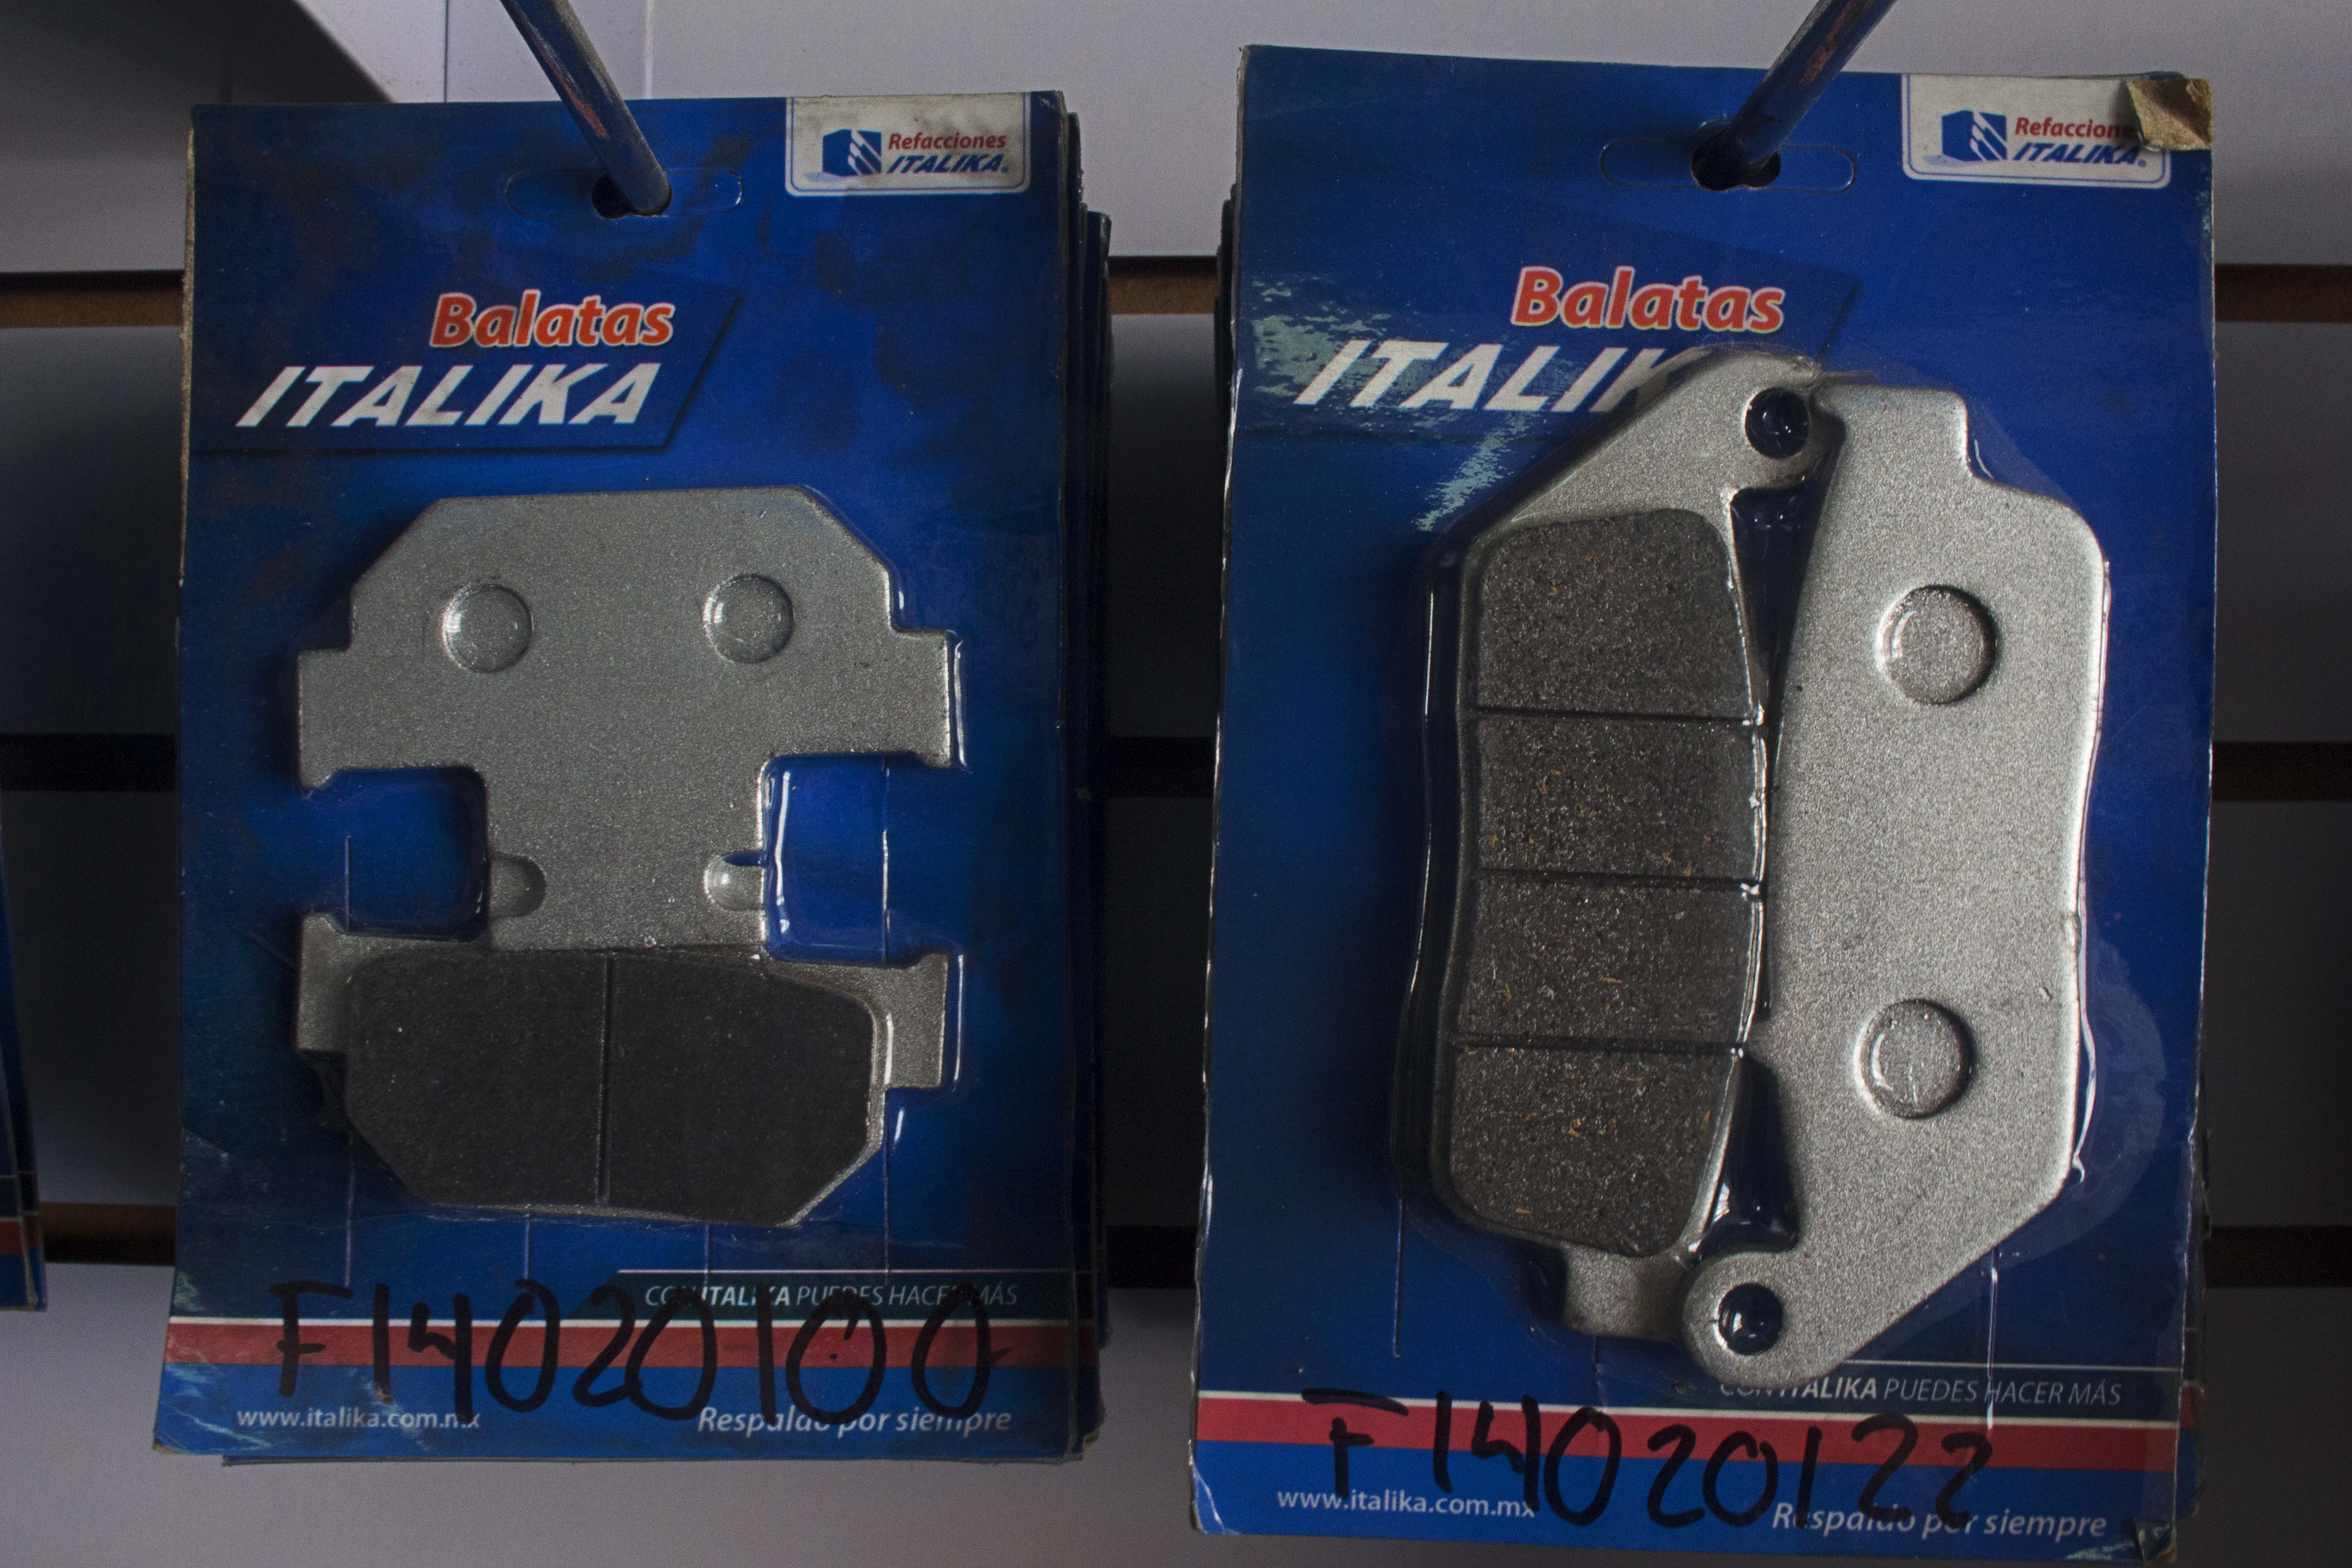 Refacciones
ITALIKA®
Balatas
ITALIKA
CON ITALIKA PUEDES HACER MÁS
F14020100
www.italika.com.mx
Respaldo por siempre
Refacciones
ITALIKA®
Balatas
ITALIK
CON ITALIKA PUEDES HACER MÁS
F14020122
www.italika.com.mx
Respaldo por siempre